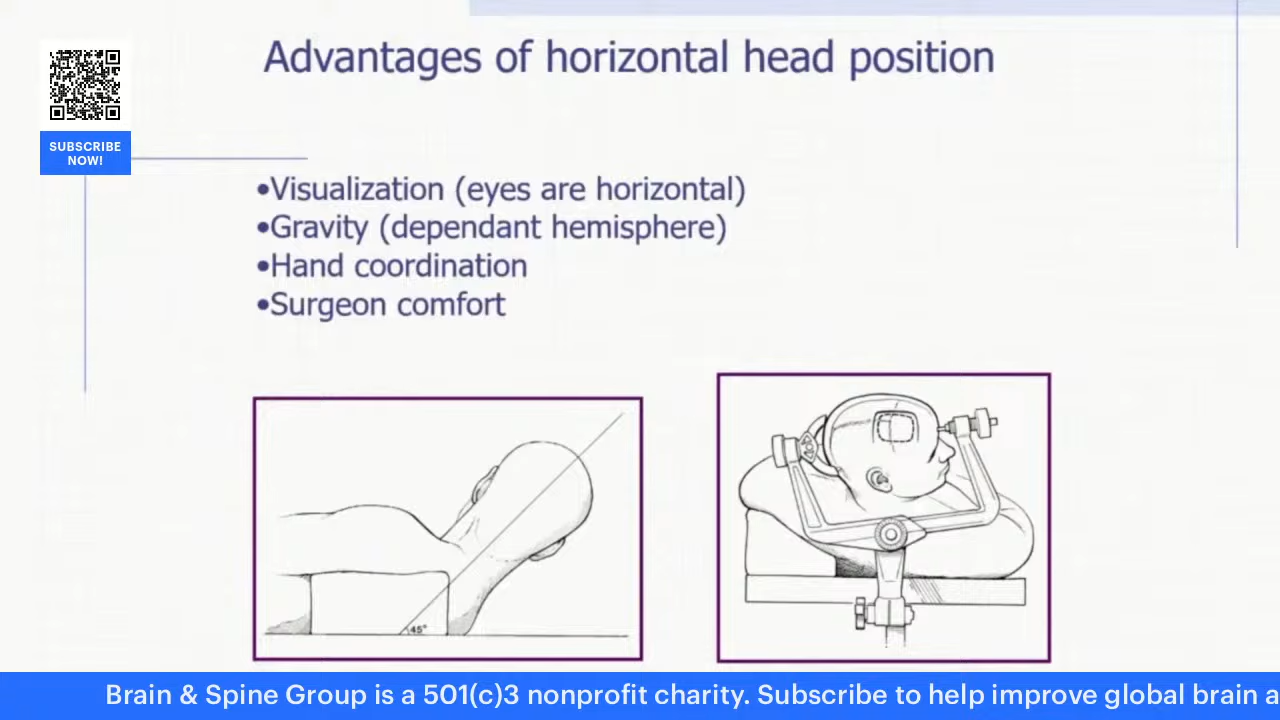 Advantages of horizontal head position
SUBSCRIBE
NOW!
•Visualization (eyes are horizontal)
•Gravity (dependant hemisphere)
•Hand coordination
•Surgeon comfort
45°
Brain & Spine Group is a 501(c)3 nonprofit charity. Subscribe to help improve global brain a